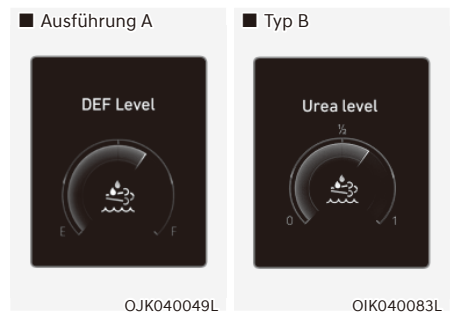 ■ Ausführung A
DEF Level
E
F
OJK040049L
■ Typ B
Urea level
½
0
1
OIK040083L